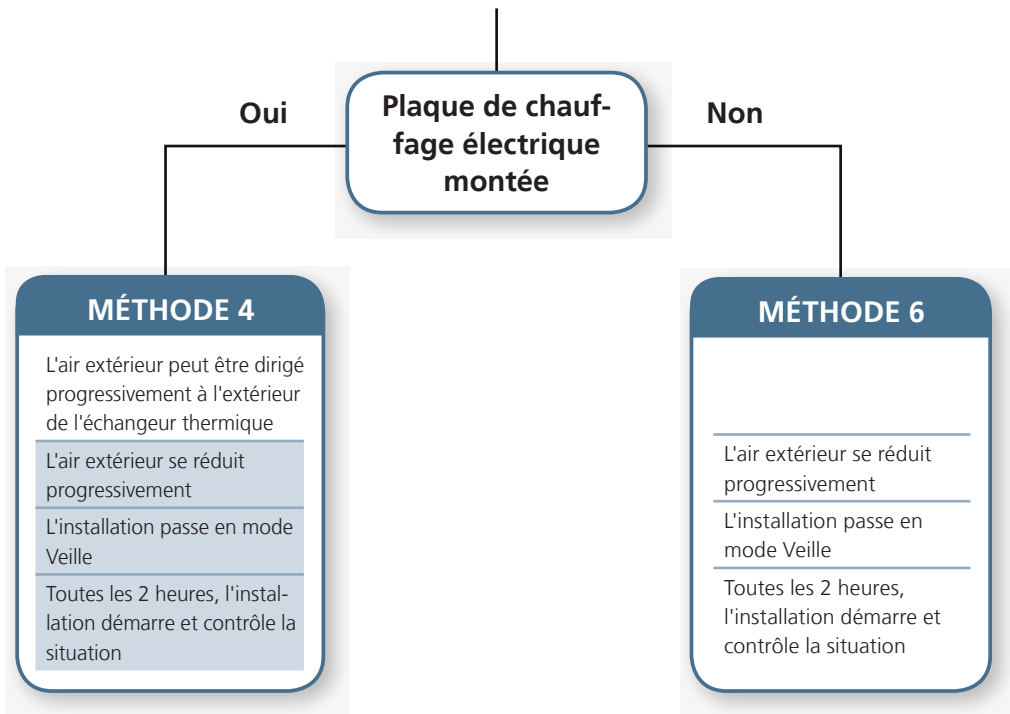 Oui
Plaque de chauf-
fage électrique
montée
Non
MÉTHODE 4
L'air extérieur peut être dirigé
progressivement à l'extérieur
de l'échangeur thermique
L'air extérieur se réduit
progressivement
L'installation passe en mode
Veille
Toutes les 2 heures, l'instal-
lation démarre et contrôle la
situation
MÉTHODE 6
L'air extérieur se réduit
progressivement
L'installation passe en
mode Veille
Toutes les 2 heures,
l'installation démarre et
contrôle la situation